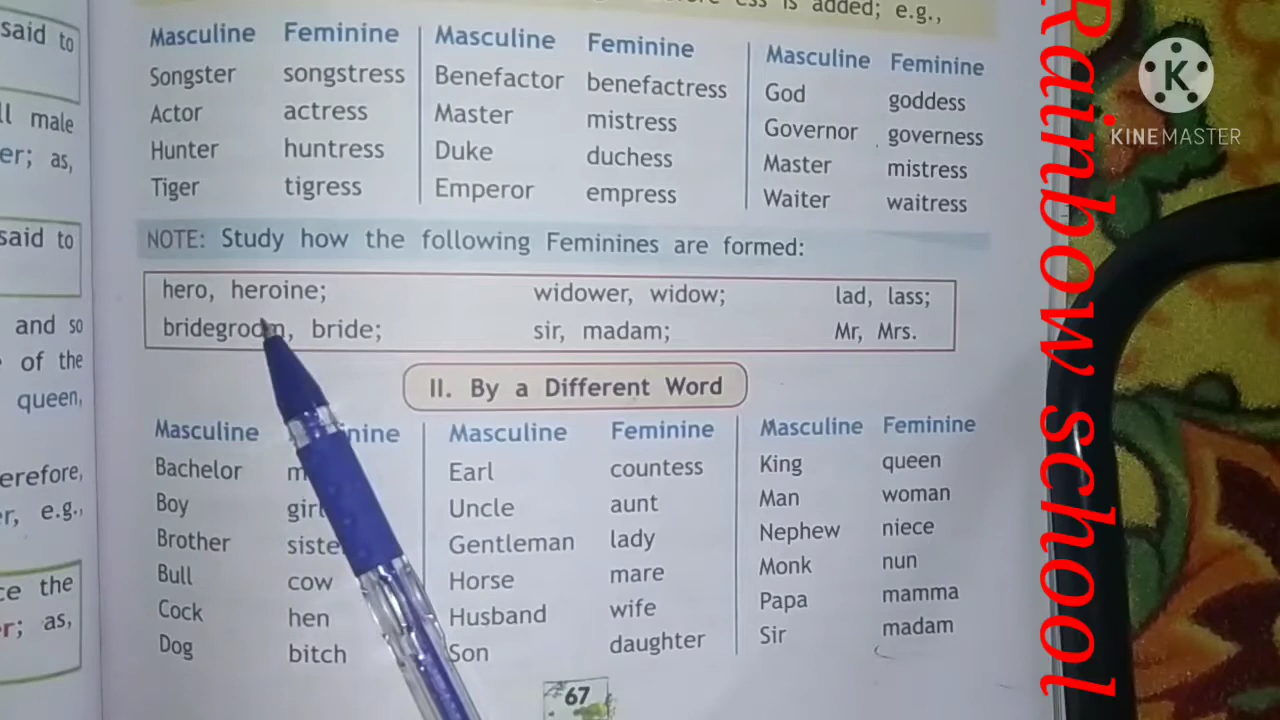 said to
ll male
er; as,
said to
and so
of the
queen,
erefore,
r, e.g.,
ce the
er; as,
ess is added; e.g.,
Masculine Feminine Masculine Feminine Masculine Feminine
Songster songstress Benefactor benefactress God goddess
Actor actress Master mistress Governor governess
Hunter huntress Duke duchess Master mistress
Tiger tigress Emperor empress Waiter waitress
NOTE: Study how the following Feminines are formed:
hero, heroine; widower, widow; lad, lass;
bridegroom, bride; sir, madam; Mr, Mrs.
II. By a Different Word
Masculine Feminine Masculine Feminine Masculine Feminine
Bachelor Earl countess King queen
Boy girl Uncle aunt Man woman
Brother sister Gentleman lady Nephew niece
Bull cow Horse mare Monk nun
Cock hen Husband wife Papa mamma
Dog bitch Son daughter Sir madam
67
Rainbow school
K
KINEMASTER